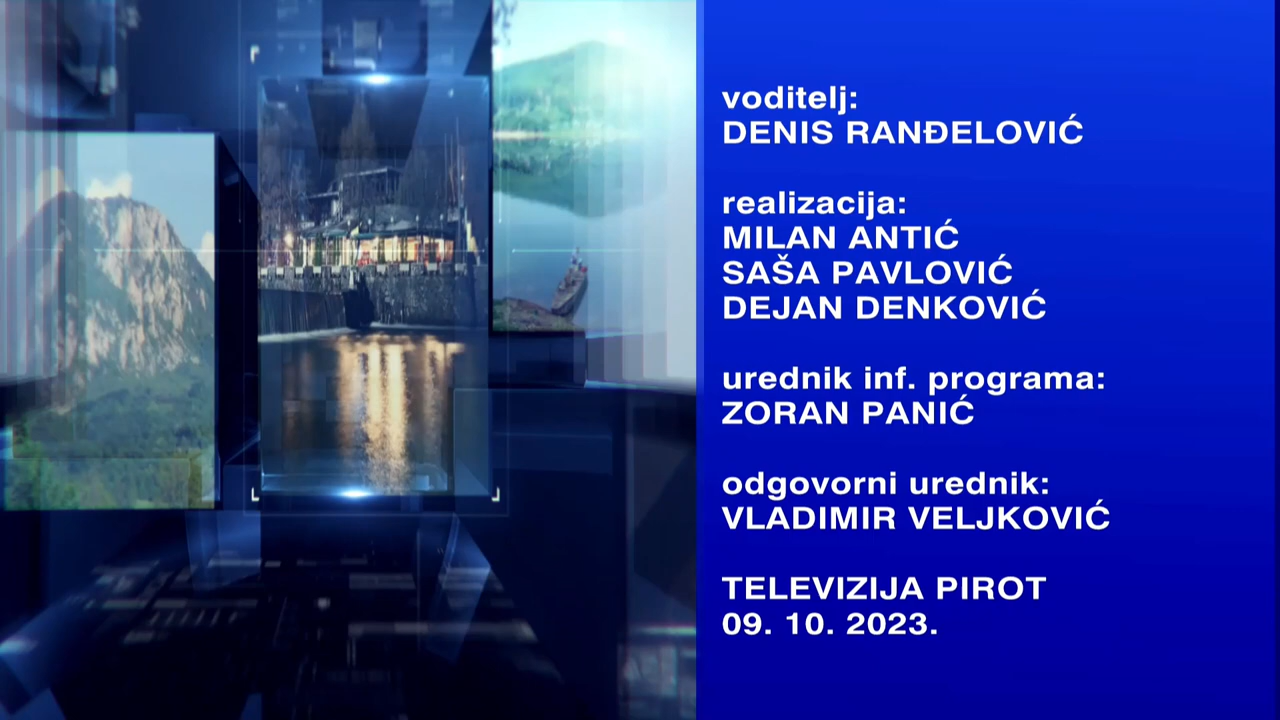 voditelj:
DENIS RANĐELOVIĆ
realizacija:
MILAN ANTIĆ
SAŠA PAVLOVIĆ
DEJAN DENKOVIĆ
urednik inf. programa:
ZORAN PANIĆ
odgovorni urednik:
VLADIMIR VELJKOVIĆ
TELEVIZIJA PIROT
09. 10. 2023.